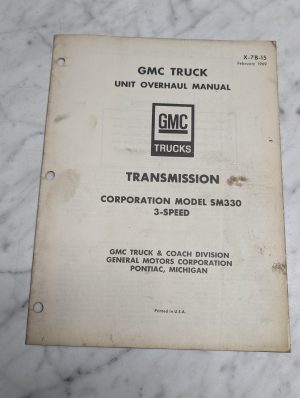 X-7B-15
February 1969
GMC TRUCK
UNIT OVERHAUL MANUAL
GMC
TRUCKS
TRANSMISSION
CORPORATION MODEL SM330
3-SPEED
GMC TRUCK & COACH DIVISION
GENERAL MOTORS CORPORATION
PONTIAC, MICHIGAN
Printed in U.S.A.